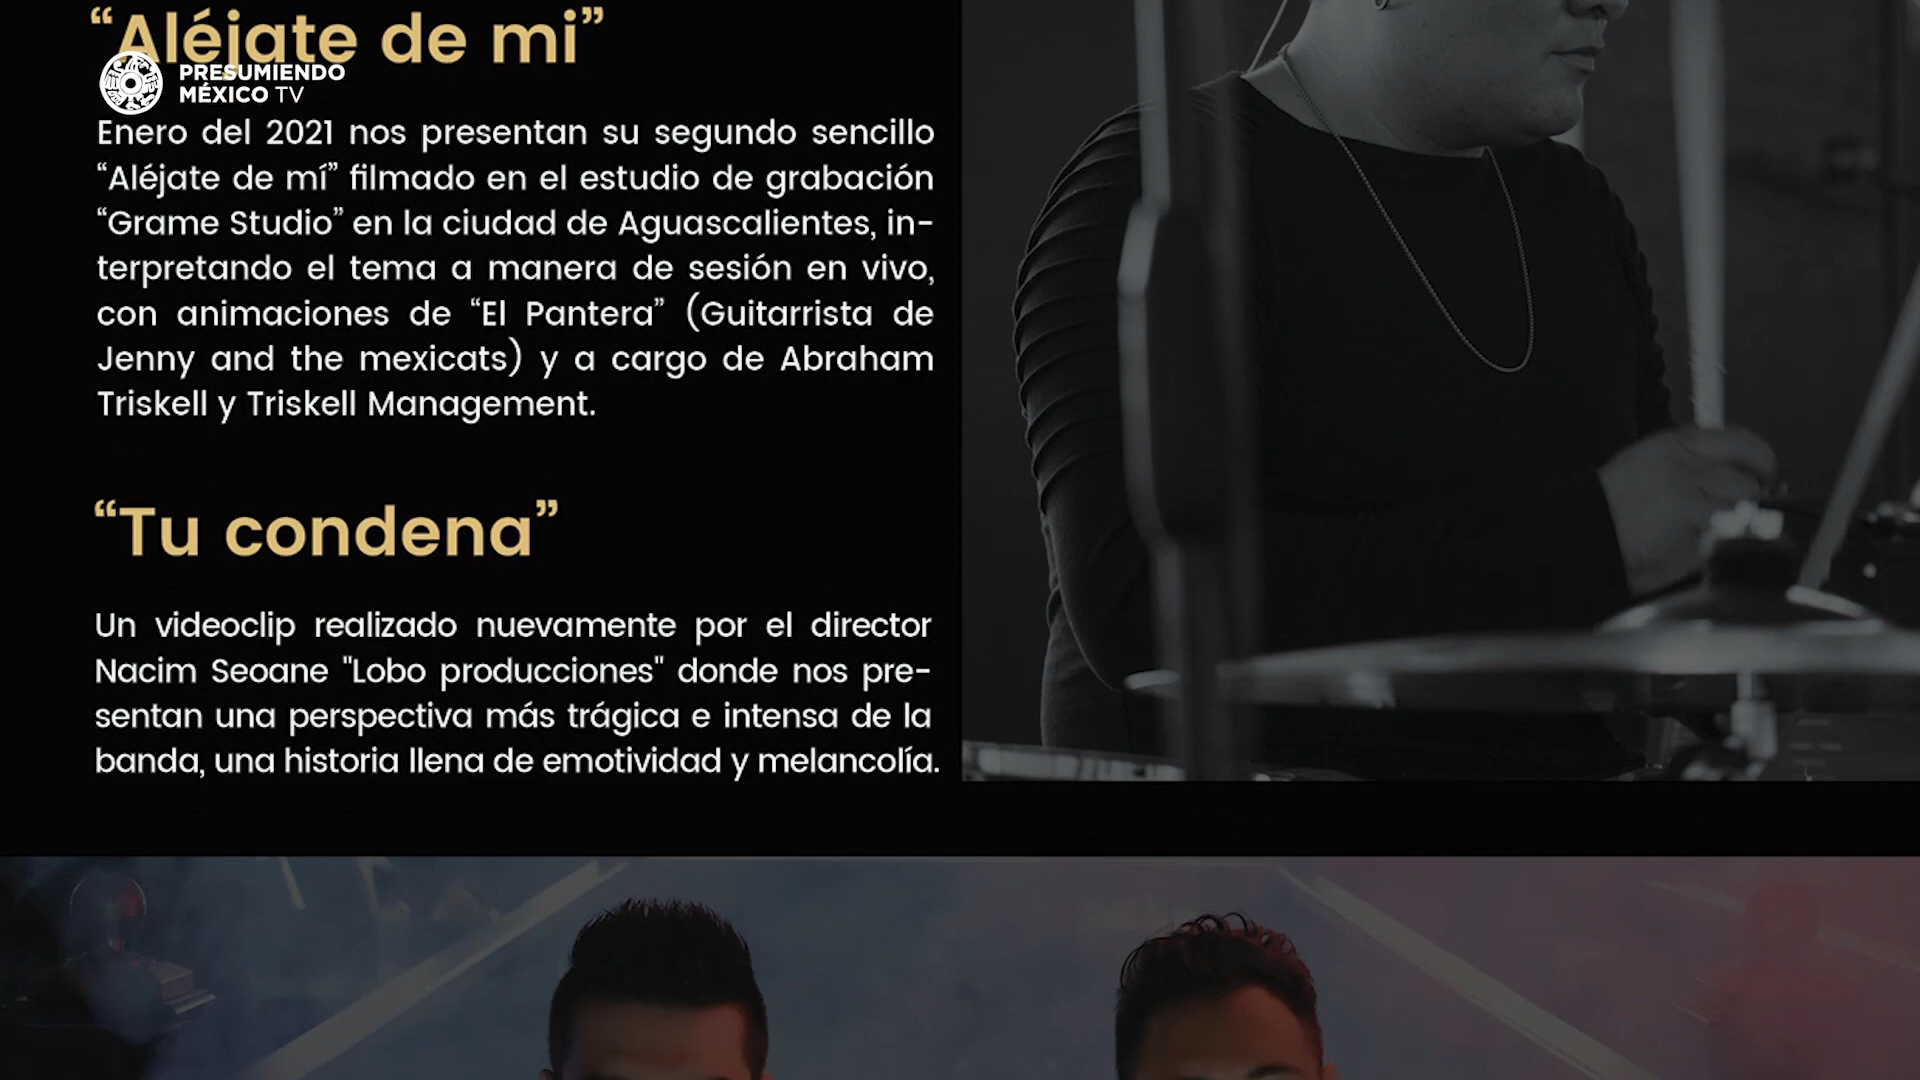 “Aléjate de mi”
PRESUMIENDO
MÉXICO TV
Enero del 2021 nos presentan su segundo sencillo
“Aléjate de mí” filmado en el estudio de grabación
“Grame Studio” en la ciudad de Aguascalientes, in-
terpretando el tema a manera de sesión en vivo,
con animaciones de “El Pantera” (Guitarrista de
Jenny and the mexicats) y a cargo de Abraham
Triskell y Triskell Management.
“Tu condena”
Un videoclip realizado nuevamente por el director
Nacim Seoane "Lobo producciones" donde nos pre-
sentan una perspectiva más trágica e intensa de la
banda, una historia llena de emotividad y melancolía.